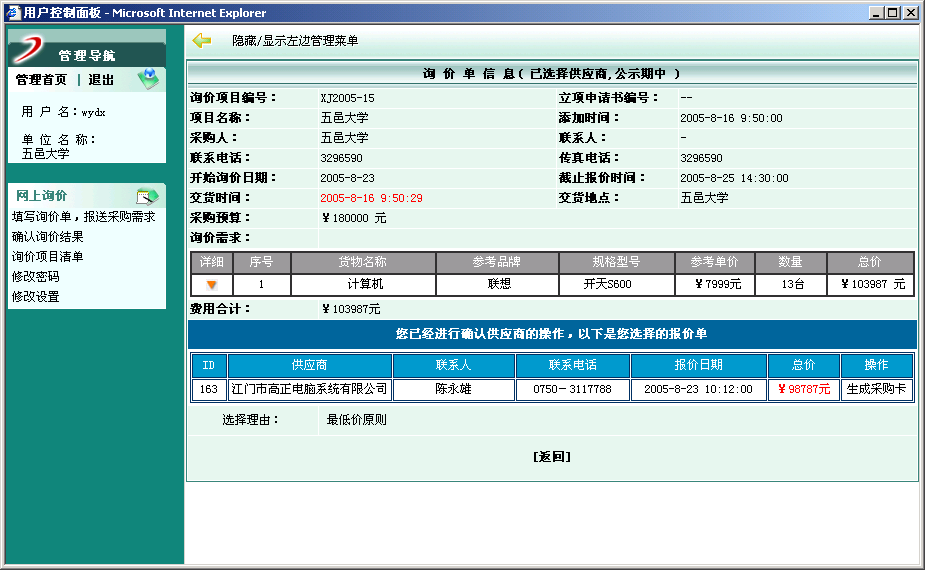 用户控制面板 - Microsoft Internet Explorer
隐藏/显示左边管理菜单
管理导航
管理首页 | 退出
用 户 名：wydx
单 位 名 称：
五邑大学
网上询价
填写询价单，报送采购需求
确认询价结果
询价项目清单
修改密码
修改设置
询 价 单 信 息( 已选择供应商,公示期中 )
询价项目编号： XJ2005-15 立项申请书编号： --
项目名称： 五邑大学 添加时间： 2005-8-16 9:50:00
采购人： 五邑大学 联系人： -
联系电话： 3296590 传真电话： 3296590
开始询价日期： 2005-8-23 截止报价时间： 2005-8-25 14:30:00
交货时间： 2005-8-16 9:50:29 交货地点： 五邑大学
采购预算： ￥180000 元
询价需求：
详细 序号 货物名称 参考品牌 规格型号 参考单价 数量 总价
1 计算机 联想 开天S600 ￥7999元 13台 ￥103987 元
费用合计： ￥103987元
您已经进行确认供应商的操作，以下是您选择的报价单
ID 供应商 联系人 联系电话 报价日期 总价 操作
163 江门市高正电脑系统有限公司 陈永雄 0750－3117788 2005-8-23 10:12:00 ￥98787元 生成采购卡
选择理由： 最低价原则
[返回]